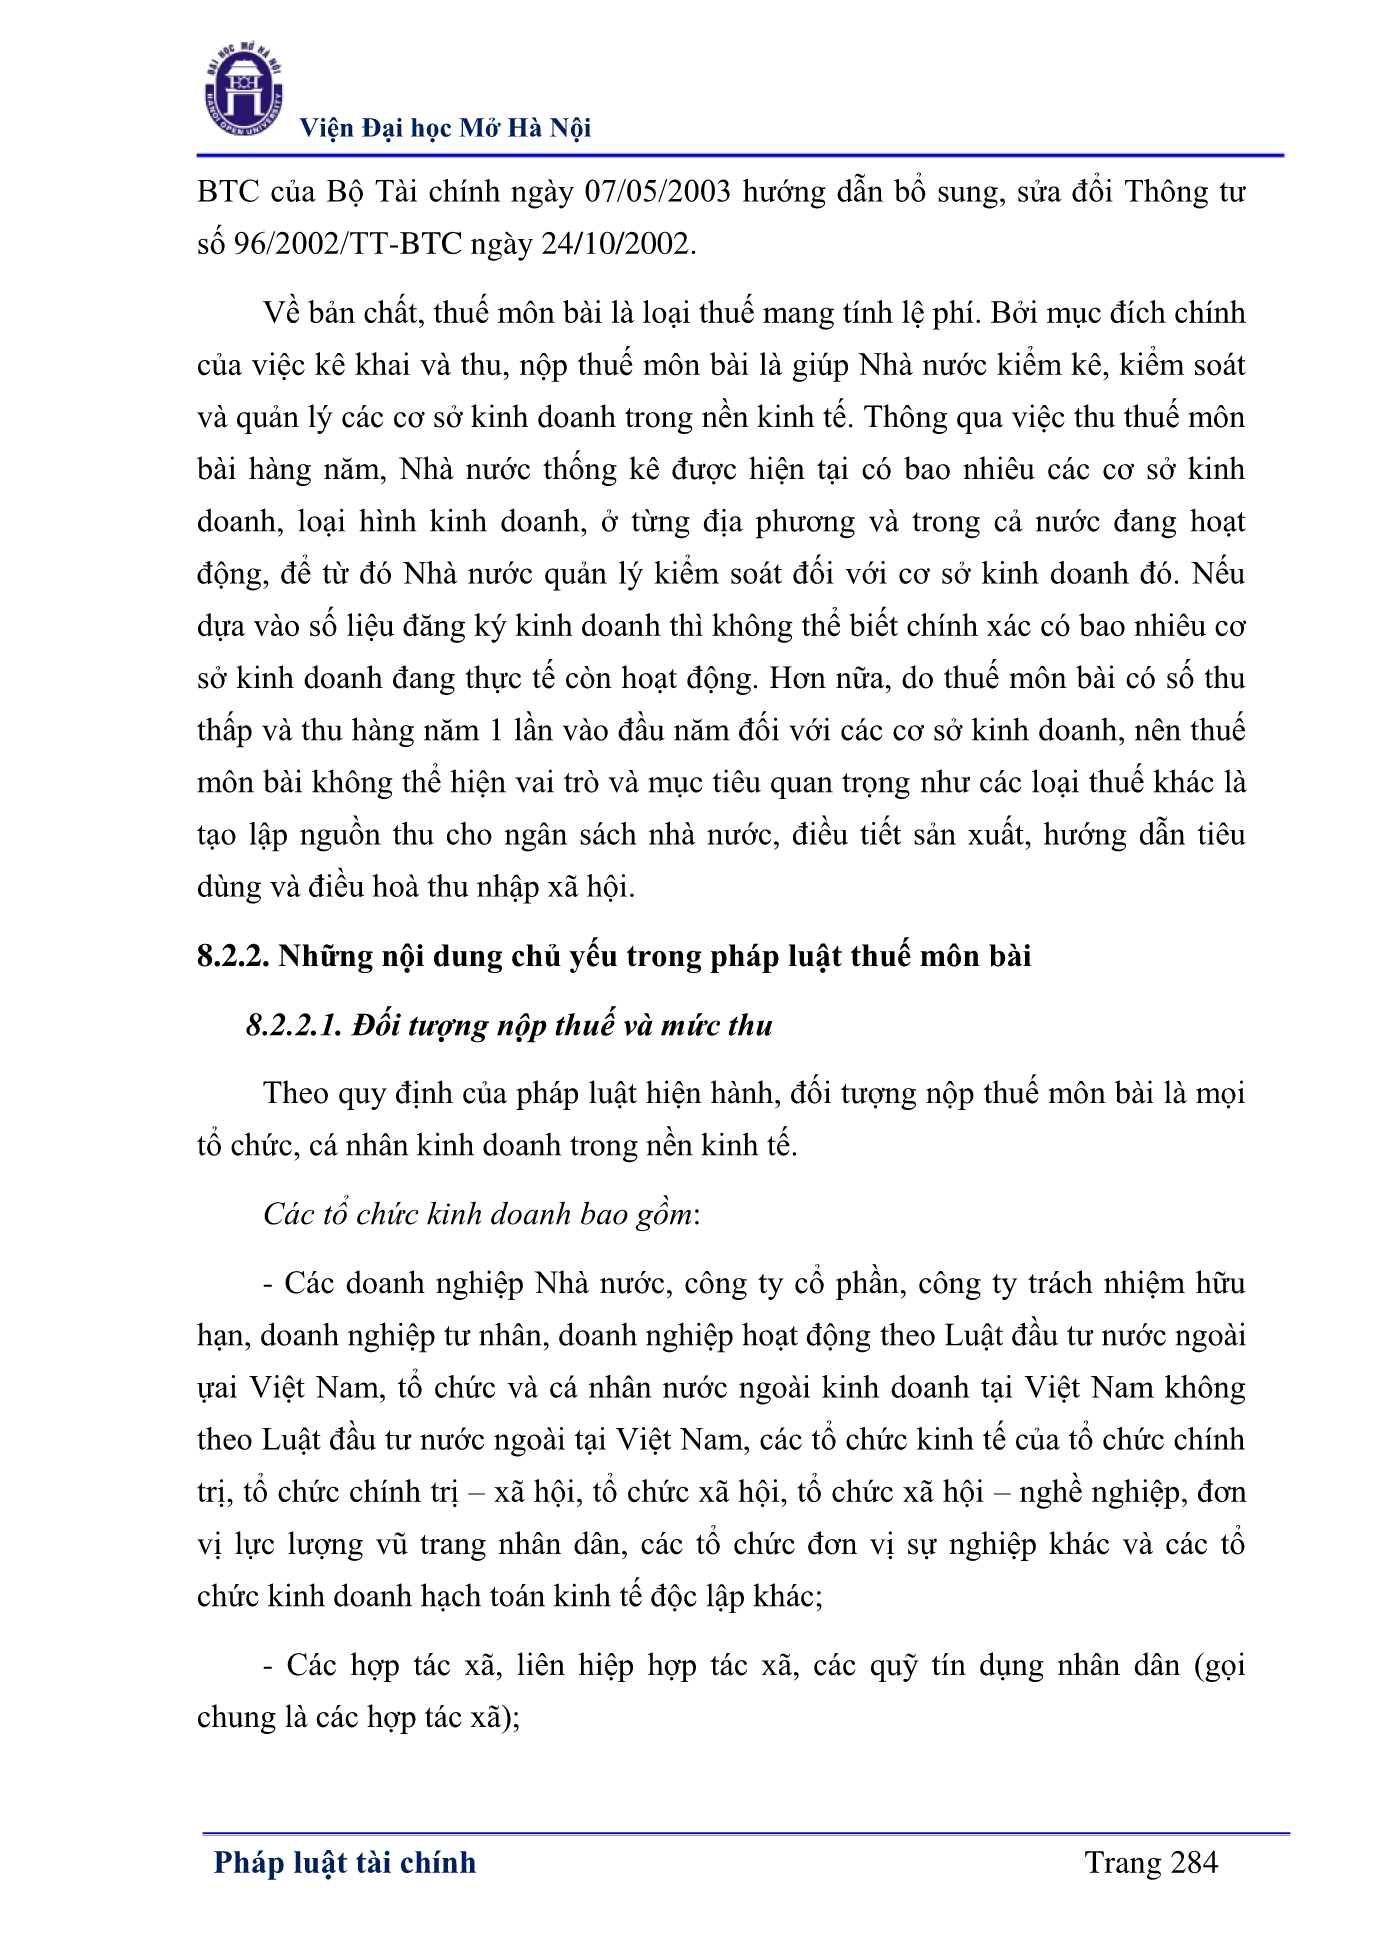 ĐẠI HỌC MỞ HÀ NỘI
HANOI OPEN UNIVERSITY
Viện Đại học Mở Hà Nội
BTC của Bộ Tài chính ngày 07/05/2003 hướng dẫn bổ sung, sửa đổi Thông tư
số 96/2002/TT-BTC ngày 24/10/2002.
Về bản chất, thuế môn bài là loại thuế mang tính lệ phí. Bởi mục đích chính
của việc kê khai và thu, nộp thuế môn bài là giúp Nhà nước kiểm kê, kiểm soát
và quản lý các cơ sở kinh doanh trong nền kinh tế. Thông qua việc thu thuế môn
bài hàng năm, Nhà nước thống kê được hiện tại có bao nhiêu các cơ sở kinh
doanh, loại hình kinh doanh, ở từng địa phương và trong cả nước đang hoạt
động, để từ đó Nhà nước quản lý kiểm soát đối với cơ sở kinh doanh đó. Nếu
dựa vào số liệu đăng ký kinh doanh thì không thể biết chính xác có bao nhiêu cơ
sở kinh doanh đang thực tế còn hoạt động. Hơn nữa, do thuế môn bài có số thu
thấp và thu hàng năm 1 lần vào đầu năm đối với các cơ sở kinh doanh, nên thuế
môn bài không thể hiện vai trò và mục tiêu quan trọng như các loại thuế khác là
tạo lập nguồn thu cho ngân sách nhà nước, điều tiết sản xuất, hướng dẫn tiêu
dùng và điều hoà thu nhập xã hội.
8.2.2. Những nội dung chủ yếu trong pháp luật thuế môn bài
8.2.2.1. Đối tượng nộp thuế và mức thu
Theo quy định của pháp luật hiện hành, đối tượng nộp thuế môn bài là mọi
tổ chức, cá nhân kinh doanh trong nền kinh tế.
Các tổ chức kinh doanh bao gồm:
- Các doanh nghiệp Nhà nước, công ty cổ phần, công ty trách nhiệm hữu
hạn, doanh nghiệp tư nhân, doanh nghiệp hoạt động theo Luật đầu tư nước ngoài
ựai Việt Nam, tổ chức và cá nhân nước ngoài kinh doanh tại Việt Nam không
theo Luật đầu tư nước ngoài tại Việt Nam, các tổ chức kinh tế của tổ chức chính
trị, tổ chức chính trị – xã hội, tổ chức xã hội, tổ chức xã hội – nghề nghiệp, đơn
vị lực lượng vũ trang nhân dân, các tổ chức đơn vị sự nghiệp khác và các tổ
chức kinh doanh hạch toán kinh tế độc lập khác;
- Các hợp tác xã, liên hiệp hợp tác xã, các quỹ tín dụng nhân dân (gọi
chung là các hợp tác xã);
Pháp luật tài chính
Trang 284